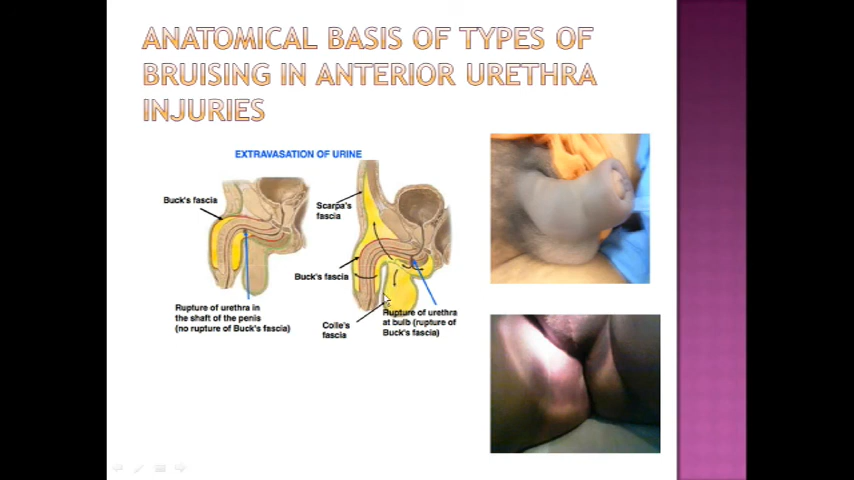 ANATOMICAL BASIS OF TYPES OF
BRUISING IN ANTERIOR URETHRA
INJURIES
EXTRAVASATION OF URINE
Buck's fascia
Scarpa's
fascia
Buck's fascia
Rupture of urethra in
the shaft of the penis
(no rupture of Buck's fascia)
Colle's
fascia
Rupture of urethra
at bulb (rupture of
Buck's fascia)